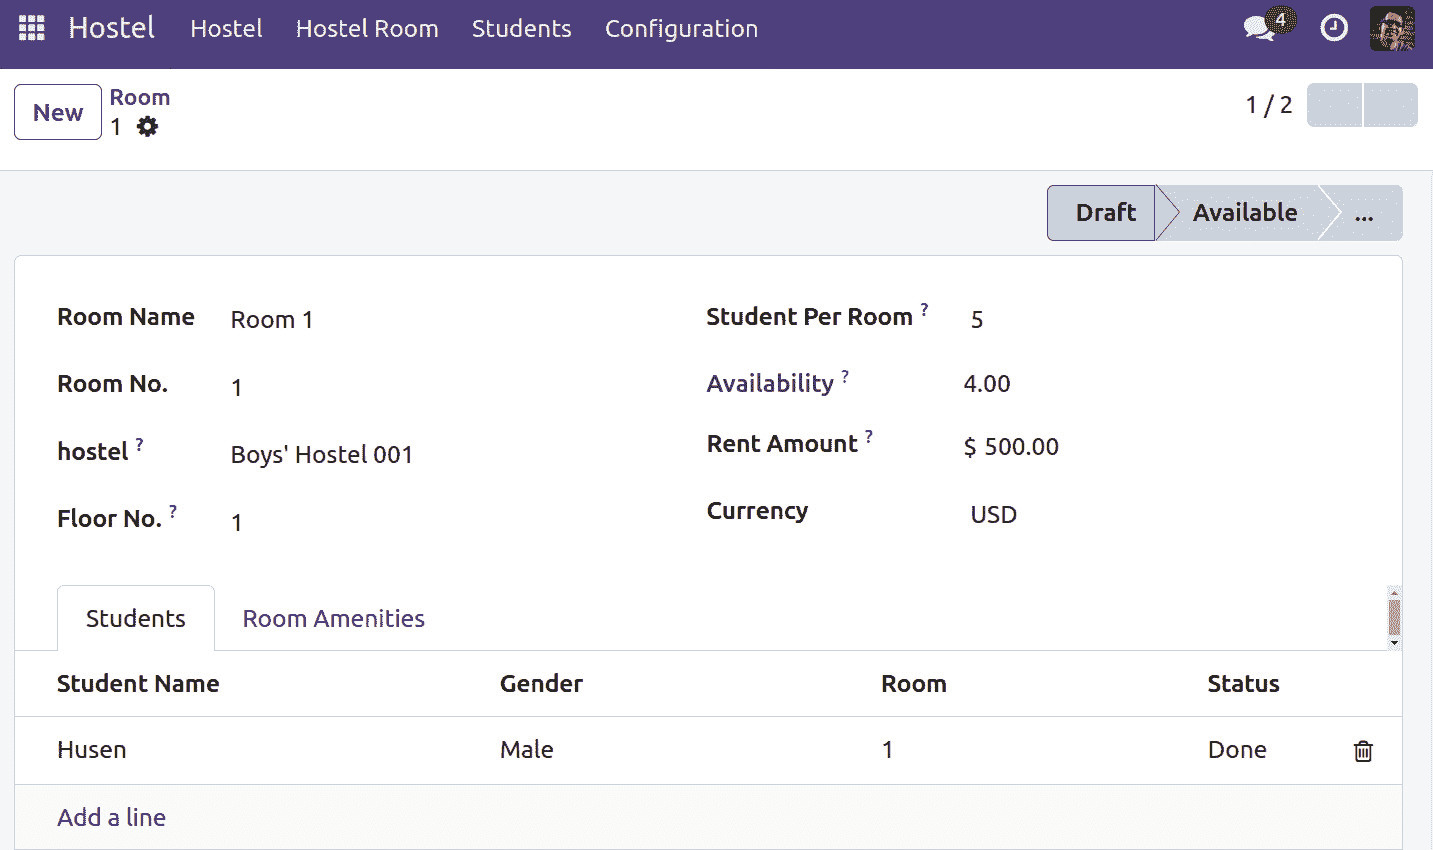 Hostel Hostel Hostel Room Students Configuration 4
New Room 1 / 2
1
Draft Available ...
Room Name Room 1 Student Per Room ? 5
Room No. 1 Availability ? 4.00
hostel ? Boys' Hostel 001 Rent Amount ? $ 500.00
Floor No. ? 1 Currency USD
Students Room Amenities
Student Name Gender Room Status
Husen Male 1 Done
Add a line